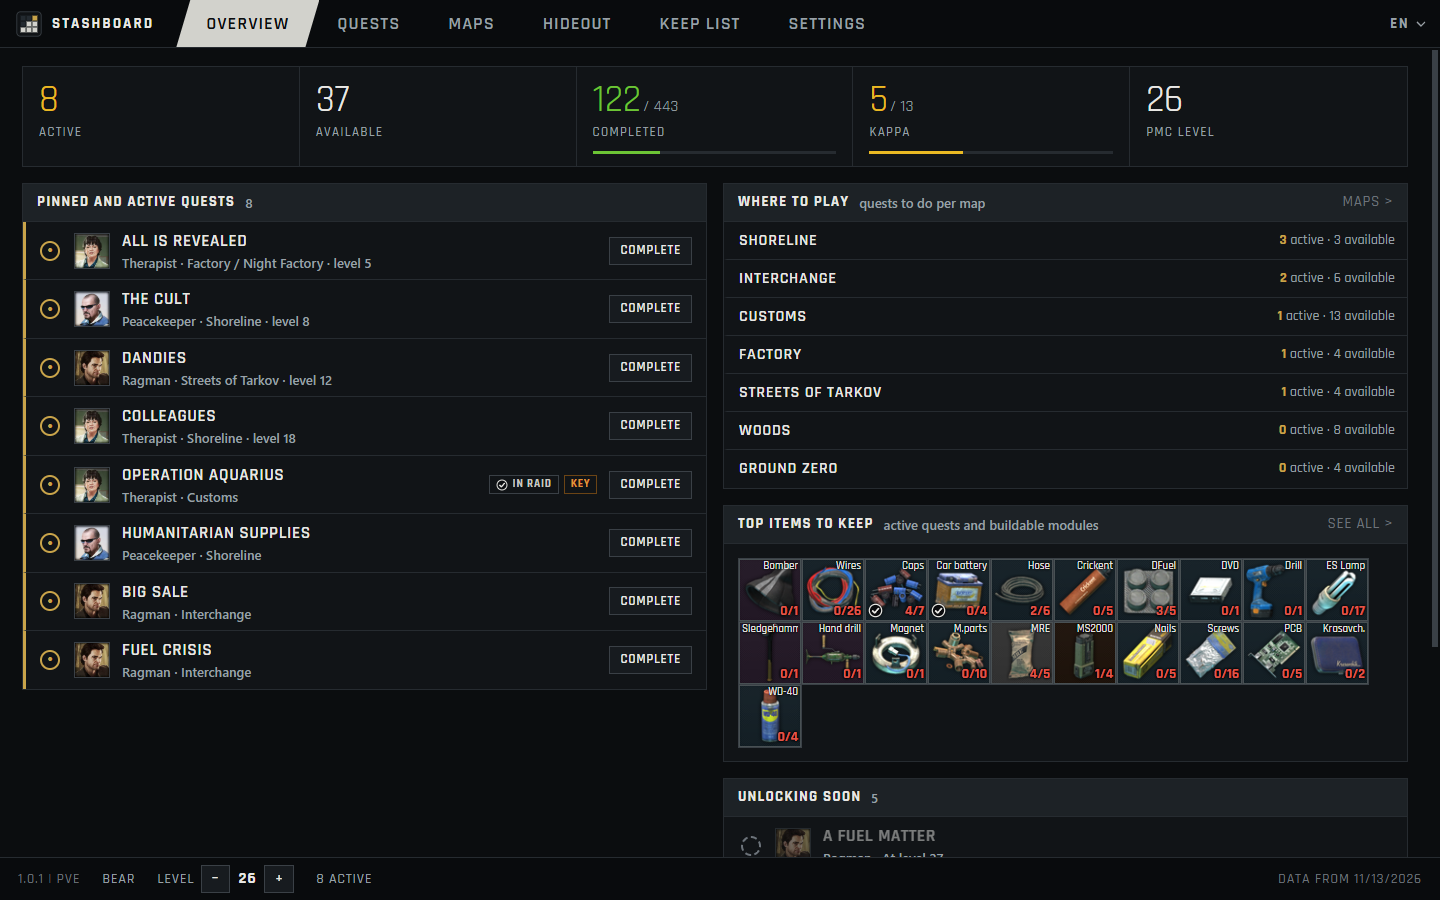 STASHBOARD
OVERVIEW
QUESTS
MAPS
HIDEOUT
KEEP LIST
SETTINGS
EN
8
ACTIVE
37
AVAILABLE
122 / 443
COMPLETED
5 / 13
KAPPA
26
PMC LEVEL
PINNED AND ACTIVE QUESTS 8
ALL IS REVEALED
Therapist · Factory / Night Factory · level 5
COMPLETE
THE CULT
Peacekeeper · Shoreline · level 8
COMPLETE
DANDIES
Ragman · Streets of Tarkov · level 12
COMPLETE
COLLEAGUES
Therapist · Shoreline · level 18
COMPLETE
OPERATION AQUARIUS
Therapist · Customs
IN RAID
KEY
COMPLETE
HUMANITARIAN SUPPLIES
Peacekeeper · Shoreline
COMPLETE
BIG SALE
Ragman · Interchange
COMPLETE
FUEL CRISIS
Ragman · Interchange
COMPLETE
WHERE TO PLAY quests to do per map
MAPS >
SHORELINE 3 active · 3 available
INTERCHANGE 2 active · 6 available
CUSTOMS 1 active · 13 available
FACTORY 1 active · 4 available
STREETS OF TARKOV 1 active · 4 available
WOODS 0 active · 8 available
GROUND ZERO 0 active · 4 available
TOP ITEMS TO KEEP active quests and buildable modules
SEE ALL >
Bomber Wires Caps Car battery Hose Crickent DFuel DVD Drill ES Lamp
0/1 0/26 4/7 0/4 2/6 0/5 3/5 0/1 0/1 0/17
Sledgehamm Hand drill Magnet M.parts MRE MS2000 Nails Screws PCB Krasavch.
0/1 0/1 0/1 0/10 4/5 1/4 0/5 0/16 0/5 0/2
WD-40
0/4
UNLOCKING SOON 5
A FUEL MATTER
Ragman · At level 27
1.0.1 | PVE
BEAR
LEVEL − 26 +
8 ACTIVE
DATA FROM 11/13/2026